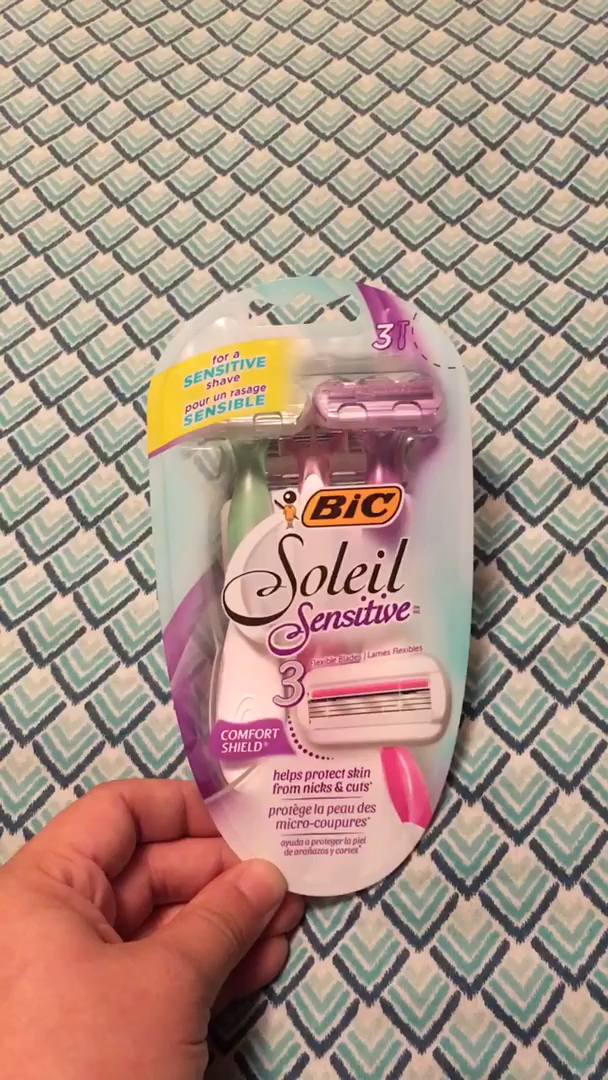 3
for a
SENSITIVE
shave
pour un rasage
SENSIBLE
BiC
Soleil
Sensitive
3 Flexible Blades | Lames Flexibles
COMFORT
SHIELD®
helps protect skin
from nicks & cuts*
protège la peau des
micro-coupures*
ayuda a proteger la piel
de arañazos y cortes*